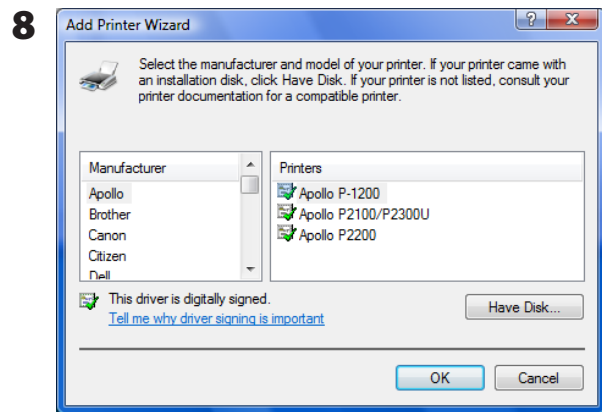 8
Add Printer Wizard
Select the manufacturer and model of your printer. If your printer came with
an installation disk, click Have Disk. If your printer is not listed, consult your
printer documentation for a compatible printer.
Manufacturer
Apollo
Brother
Canon
Citizen
Dell
Printers
Apollo P-1200
Apollo P2100/P2300U
Apollo P2200
This driver is digitally signed.
Tell me why driver signing is important
Have Disk...
OK
Cancel